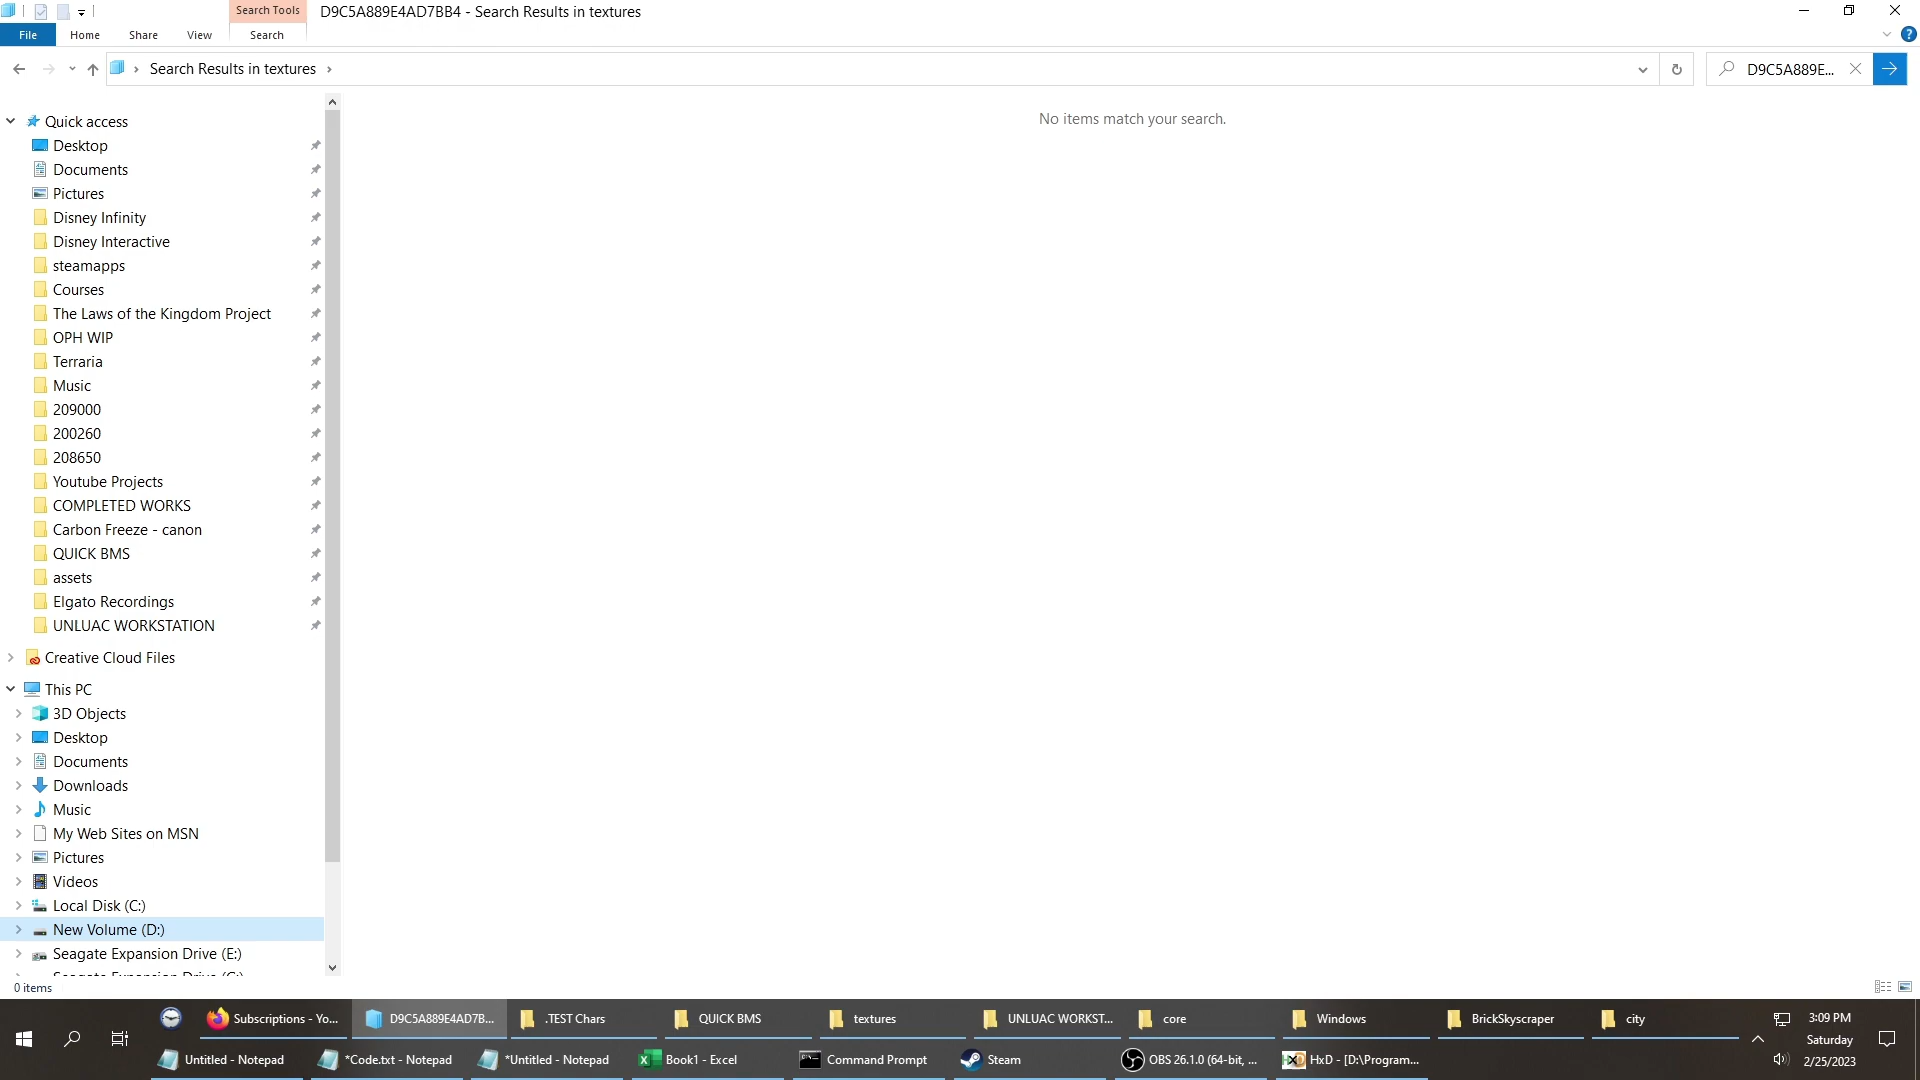 Search Tools
D9C5A889E4AD7BB4 - Search Results in textures
File
Home
Share
View
Search
Search Results in textures
D9C5A889E...
No items match your search.
Quick access
Desktop
Documents
Pictures
Disney Infinity
Disney Interactive
steamapps
Courses
The Laws of the Kingdom Project
OPH WIP
Terraria
Music
209000
200260
208650
Youtube Projects
COMPLETED WORKS
Carbon Freeze - canon
QUICK BMS
assets
Elgato Recordings
UNLUAC WORKSTATION
Creative Cloud Files
This PC
3D Objects
Desktop
Documents
Downloads
Music
My Web Sites on MSN
Pictures
Videos
Local Disk (C:)
New Volume (D:)
Seagate Expansion Drive (E:)
0 items
Subscriptions - Yo...
D9C5A889E4AD7B...
.TEST Chars
QUICK BMS
textures
UNLUAC WORKST...
core
Windows
BrickSkyscraper
city
Untitled - Notepad
*Code.txt - Notepad
*Untitled - Notepad
Book1 - Excel
Command Prompt
Steam
OBS 26.1.0 (64-bit, ...
HxD - [D:\Program...
3:09 PM
Saturday
2/25/2023